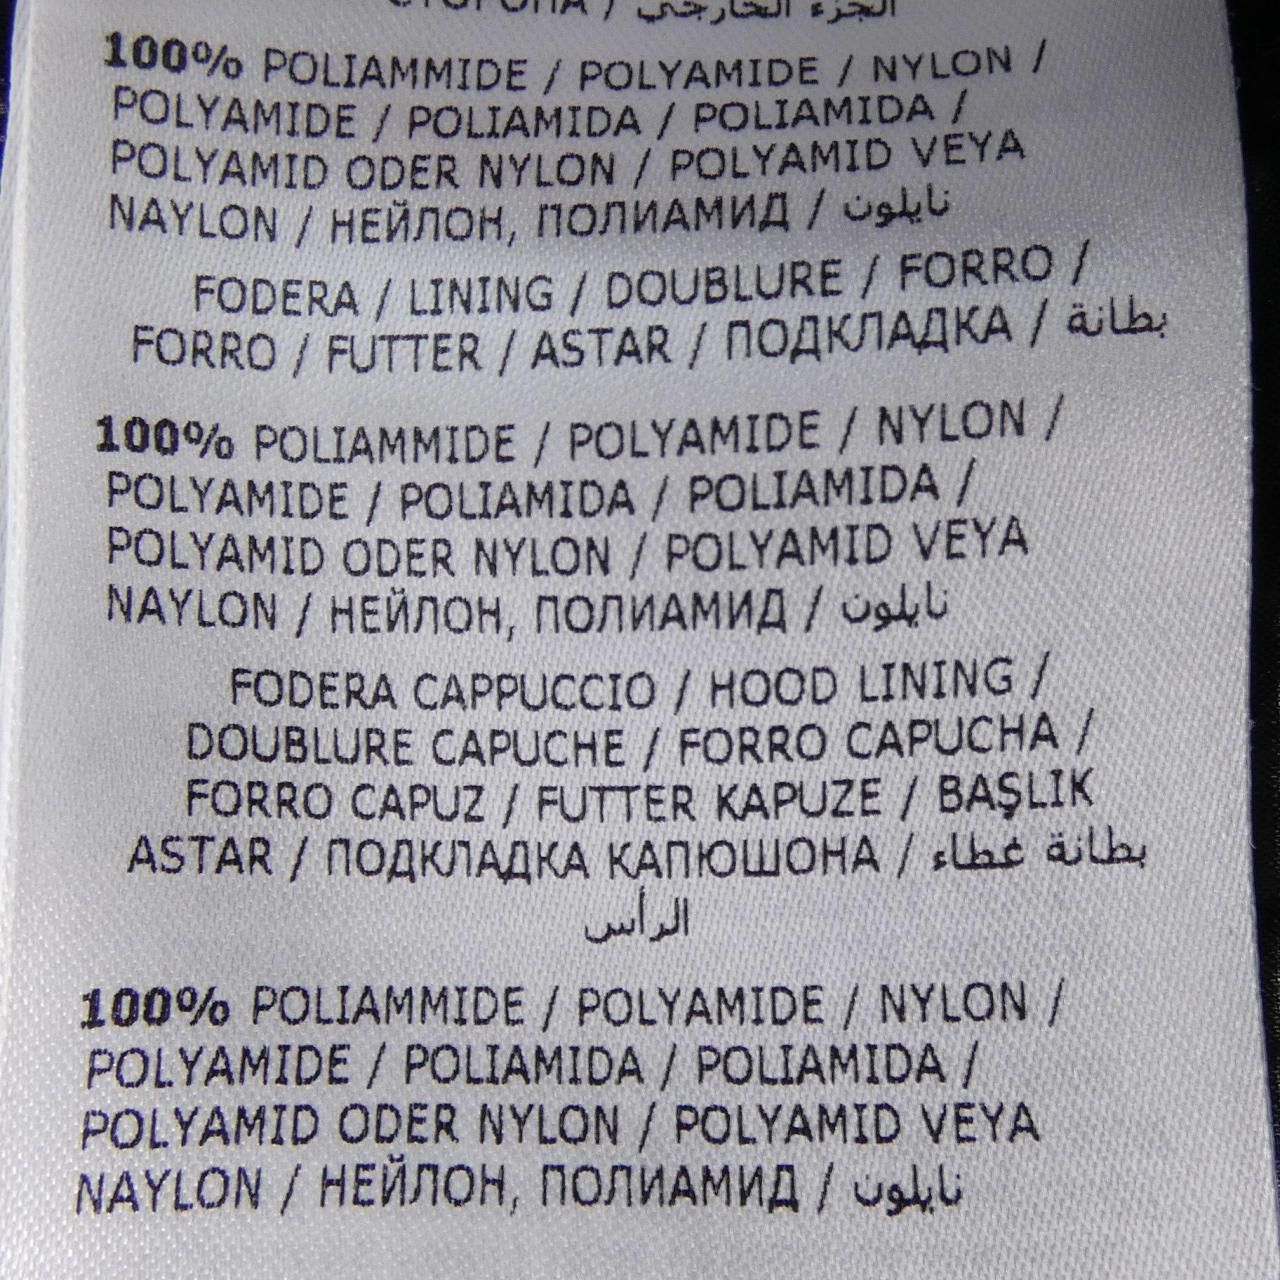 СТОРОНА / الجزء الخارجي
100% POLIAMMIDE / POLYAMIDE / NYLON /
POLYAMIDE / POLIAMIDA / POLIAMIDA /
POLYAMID ODER NYLON / POLYAMID VEYA
NAYLON / НЕЙЛОН, ПОЛИАМИД / نايلون
FODERA / LINING / DOUBLURE / FORRO /
FORRO / FUTTER / ASTAR / ПОДКЛАДКА / بطانة
100% POLIAMMIDE / POLYAMIDE / NYLON /
POLYAMIDE / POLIAMIDA / POLIAMIDA /
POLYAMID ODER NYLON / POLYAMID VEYA
NAYLON / НЕЙЛОН, ПОЛИАМИД / نايلون
FODERA CAPPUCCIO / HOOD LINING /
DOUBLURE CAPUCHE / FORRO CAPUCHA /
FORRO CAPUZ / FUTTER KAPUZE / BAŞLIK
ASTAR / ПОДКЛАДКА КАПЮШОНА / بطانة غطاء
الرأس
100% POLIAMMIDE / POLYAMIDE / NYLON /
POLYAMIDE / POLIAMIDA / POLIAMIDA /
POLYAMID ODER NYLON / POLYAMID VEYA
NAYLON / НЕЙЛОН, ПОЛИАМИД / نايلون